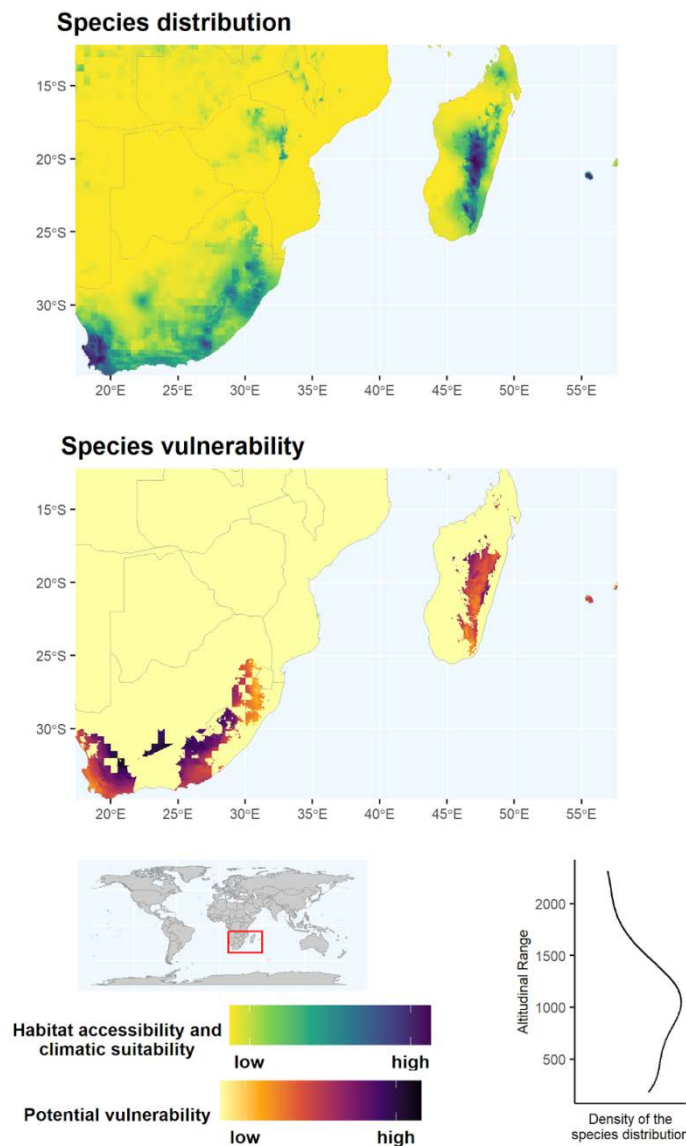 Species distribution
15°S
20°S
25°S
30°S
20°E 25°E 30°E 35°E 40°E 45°E 50°E 55°E
Species vulnerability
15°S
20°S
25°S
30°S
20°E 25°E 30°E 35°E 40°E 45°E 50°E 55°E
Habitat accessibility and
climatic suitability
low high
Potential vulnerability
low high
Altitudinal Range
2000
1500
1000
500
Density of the
species distribution